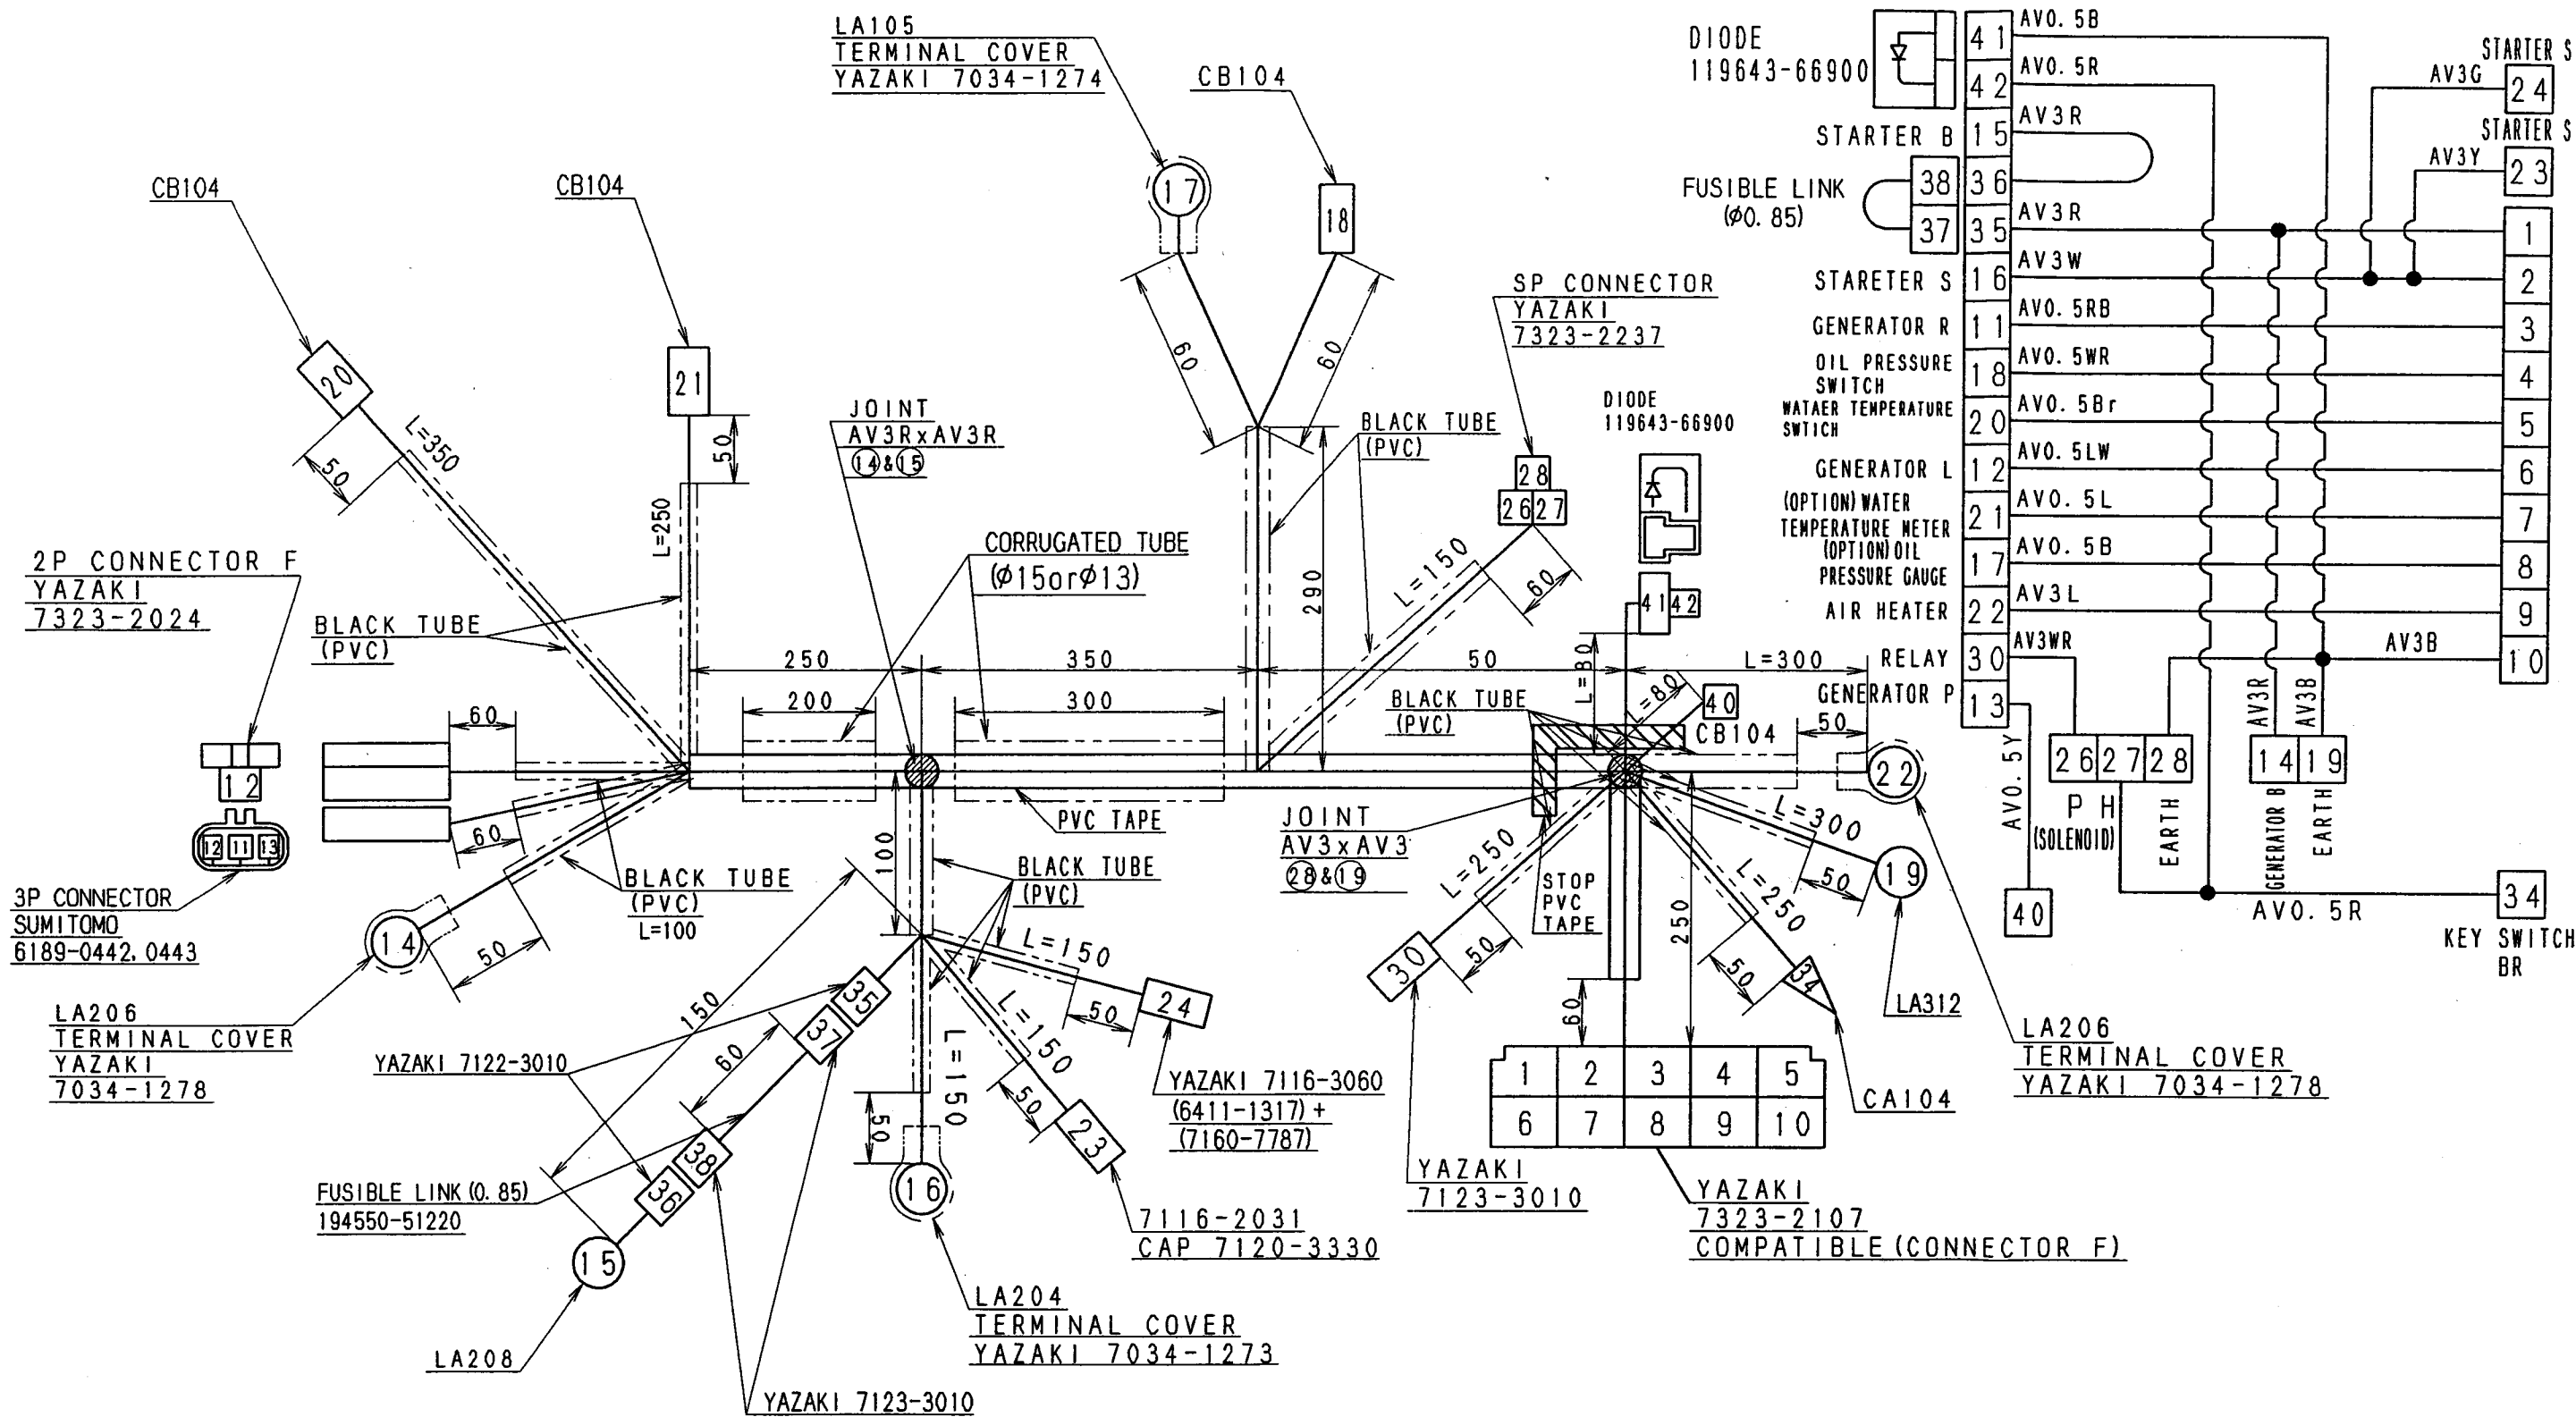 LA105
TERMINAL COVER
YAZAKI 7034-1274
CB104
CB104
CB104
17
18
20
21
L=350
50
50
L=250
60
60
JOINT
AV3RxAV3R
14&15
CORRUGATED TUBE
(ø15orø13)
BLACK TUBE
(PVC)
SP CONNECTOR
YAZAKI
7323-2237
28
26 27
L=150
60
290
DIODE
119643-66900
41 42
L=80
L=80
40
CB104
2P CONNECTOR F
YAZAKI
7323-2024
BLACK TUBE
(PVC)
250
350
50
L=300
60
200
300
BLACK TUBE
(PVC)
50
22
12
12 11 13
3P CONNECTOR
SUMITOMO
6189-0442, 0443
60
BLACK TUBE
(PVC)
L=100
14
50
LA206
TERMINAL COVER
YAZAKI
7034-1278
PVC TAPE
100
BLACK TUBE
(PVC)
JOINT
AV3xAV3
28&19
STOP
PVC
TAPE
L=250
50
30
250
60
L=300
50
19
L=250
50
34
LA312
CA104
LA206
TERMINAL COVER
YAZAKI 7034-1278
150
35
37
60
38
36
15
YAZAKI 7122-3010
FUSIBLE LINK (0.85)
194550-51220
LA208
YAZAKI 7123-3010
L=150
50
16
L=150
50
24
L=150
50
23
YAZAKI 7116-3060
(6411-1317)+
(7160-7787)
7116-2031
CAP 7120-3330
LA204
TERMINAL COVER
YAZAKI 7034-1273
YAZAKI
7123-3010
1 2 3 4 5
6 7 8 9 10
YAZAKI
7323-2107
COMPATIBLE (CONNECTOR F)
DIODE
119643-66900
41 AV0.5B
42 AV0.5R
STARTER B 15 AV3R
FUSIBLE LINK
(ø0.85)
38 36
37 35 AV3R
STARETER S 16 AV3W
GENERATOR R 11 AV0.5RB
OIL PRESSURE
SWITCH
18 AV0.5WR
WATAER TEMPERATURE
SWTICH
20 AV0.5Br
GENERATOR L 12 AV0.5LW
(OPTION)WATER
TEMPERATURE METER
21 AV0.5L
(OPTION)OIL
PRESSURE GAUGE
17 AV0.5B
AIR HEATER 22 AV3L
RELAY 30 AV3WR
GENERATOR P 13
STARTER S
AV3G 24
STARTER S
AV3Y 23
1
2
3
4
5
6
7
8
9
AV3B 10
AV3R
AV3B
AV0.5Y
26 27 28
P H
(SOLENOID)
EARTH
14 19
GENERATOR B
EARTH
40
AV0.5R
34
KEY SWITCH
BR